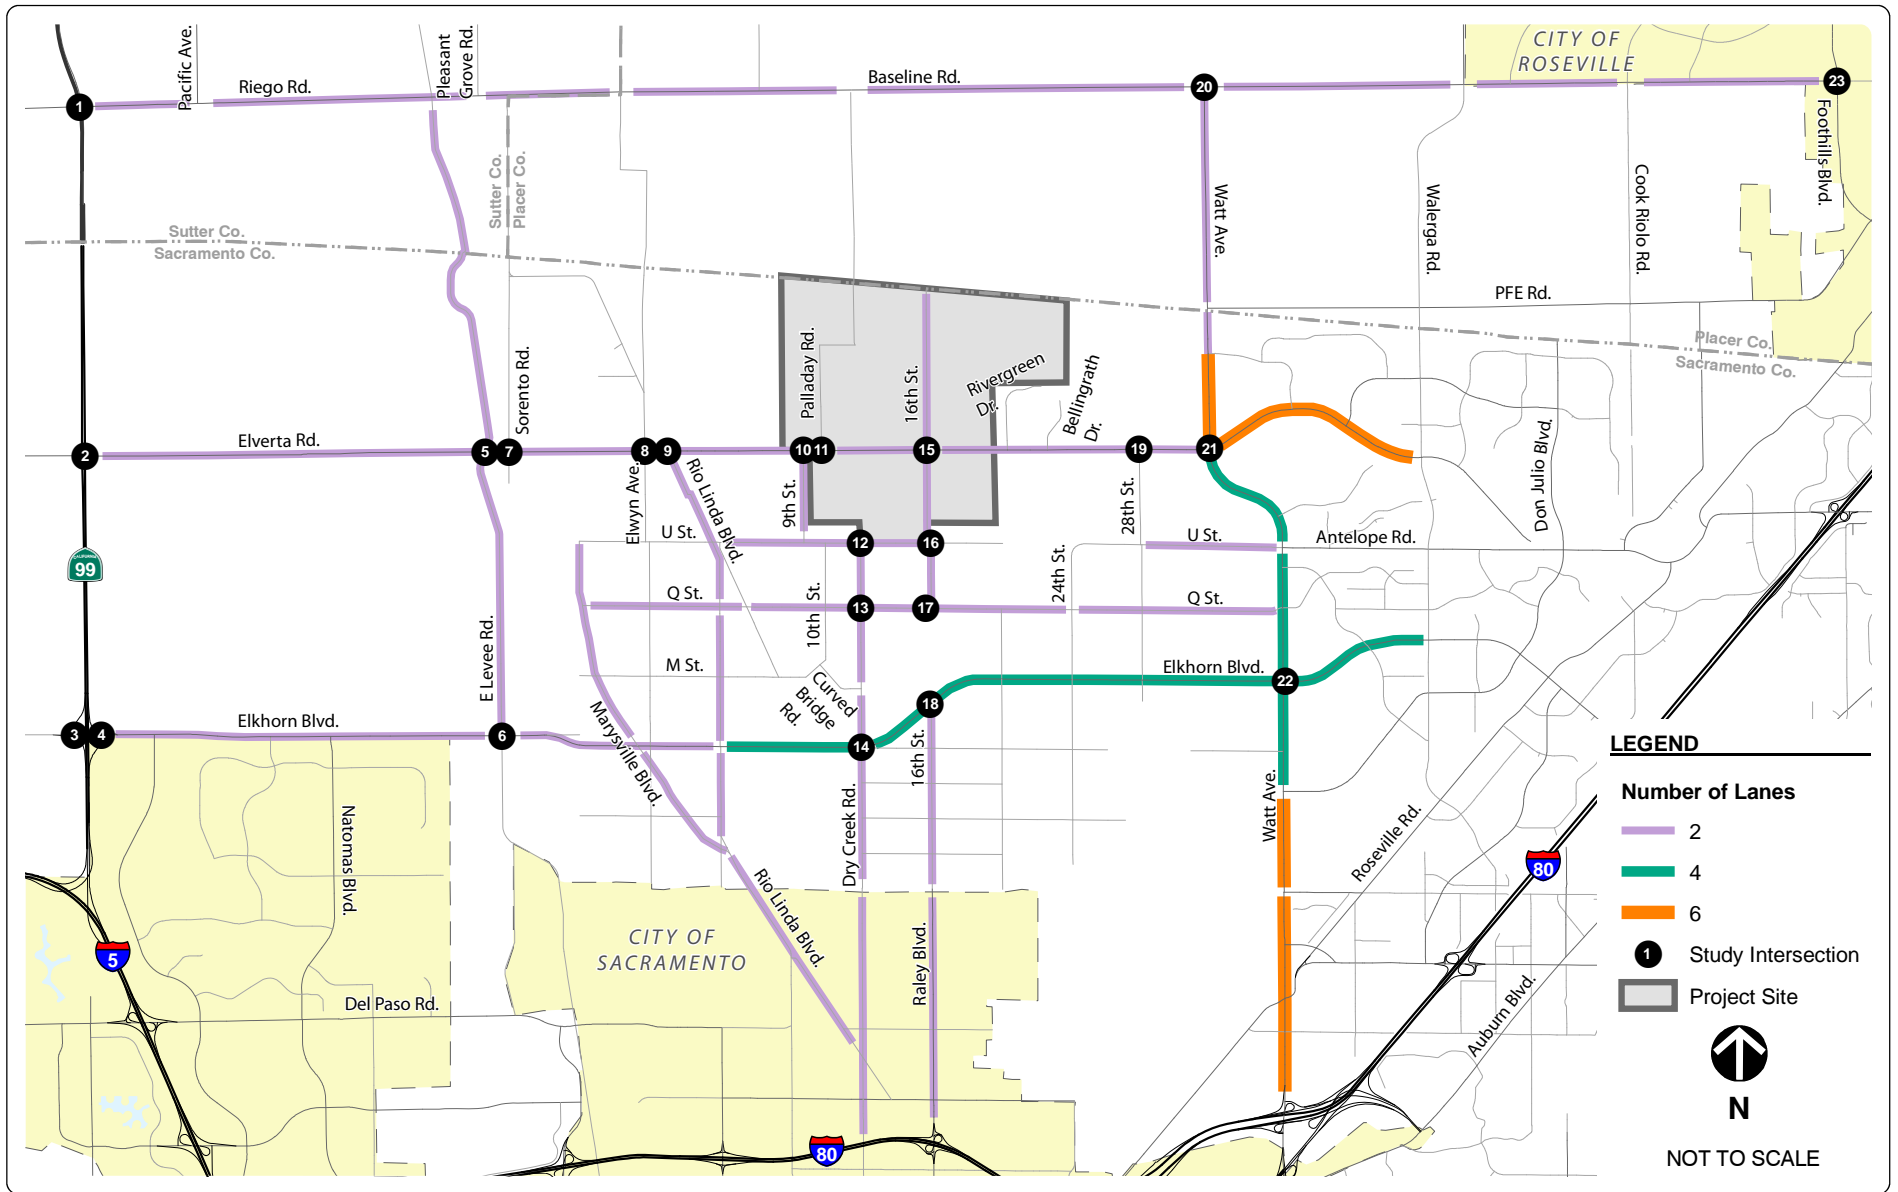 CITY OF
ROSEVILLE
Pacific Ave.
Pleasant
Grove Rd.
Riego Rd.
Baseline Rd.
1
20
23
Foothills Blvd.
Sutter Co.
Placer Co.
Watt Ave.
Walerga Rd.
Cook Riolo Rd.
Sutter Co.
Sacramento Co.
PFE Rd.
Placer Co.
Sacramento Co.
Palladay Rd.
16th St.
Rivergreen
Dr.
Bellingrath
Dr.
Sorento Rd.
Elverta Rd.
2
5
7
8
9
10
11
15
19
21
Don Julio Blvd.
Elwyn Ave.
Rio Linda Blvd.
9th St.
28th St.
U St.
12
16
U St.
Antelope Rd.
CALIFORNIA
99
24th St.
Q St.
10th St.
13
17
Q St.
E Levee Rd.
M St.
Curved
Bridge
Rd.
Elkhorn Blvd.
22
18
Marysville Blvd.
Elkhorn Blvd.
3
4
6
14
16th St.
Natomas Blvd.
Dry Creek Rd.
Watt Ave.
Roseville Rd.
Rio Linda Blvd.
Raley Blvd.
CITY OF
SACRAMENTO
5
Del Paso Rd.
Auburn Blvd.
80
80
LEGEND
Number of Lanes
2
4
6
1
Study Intersection
Project Site
N
NOT TO SCALE